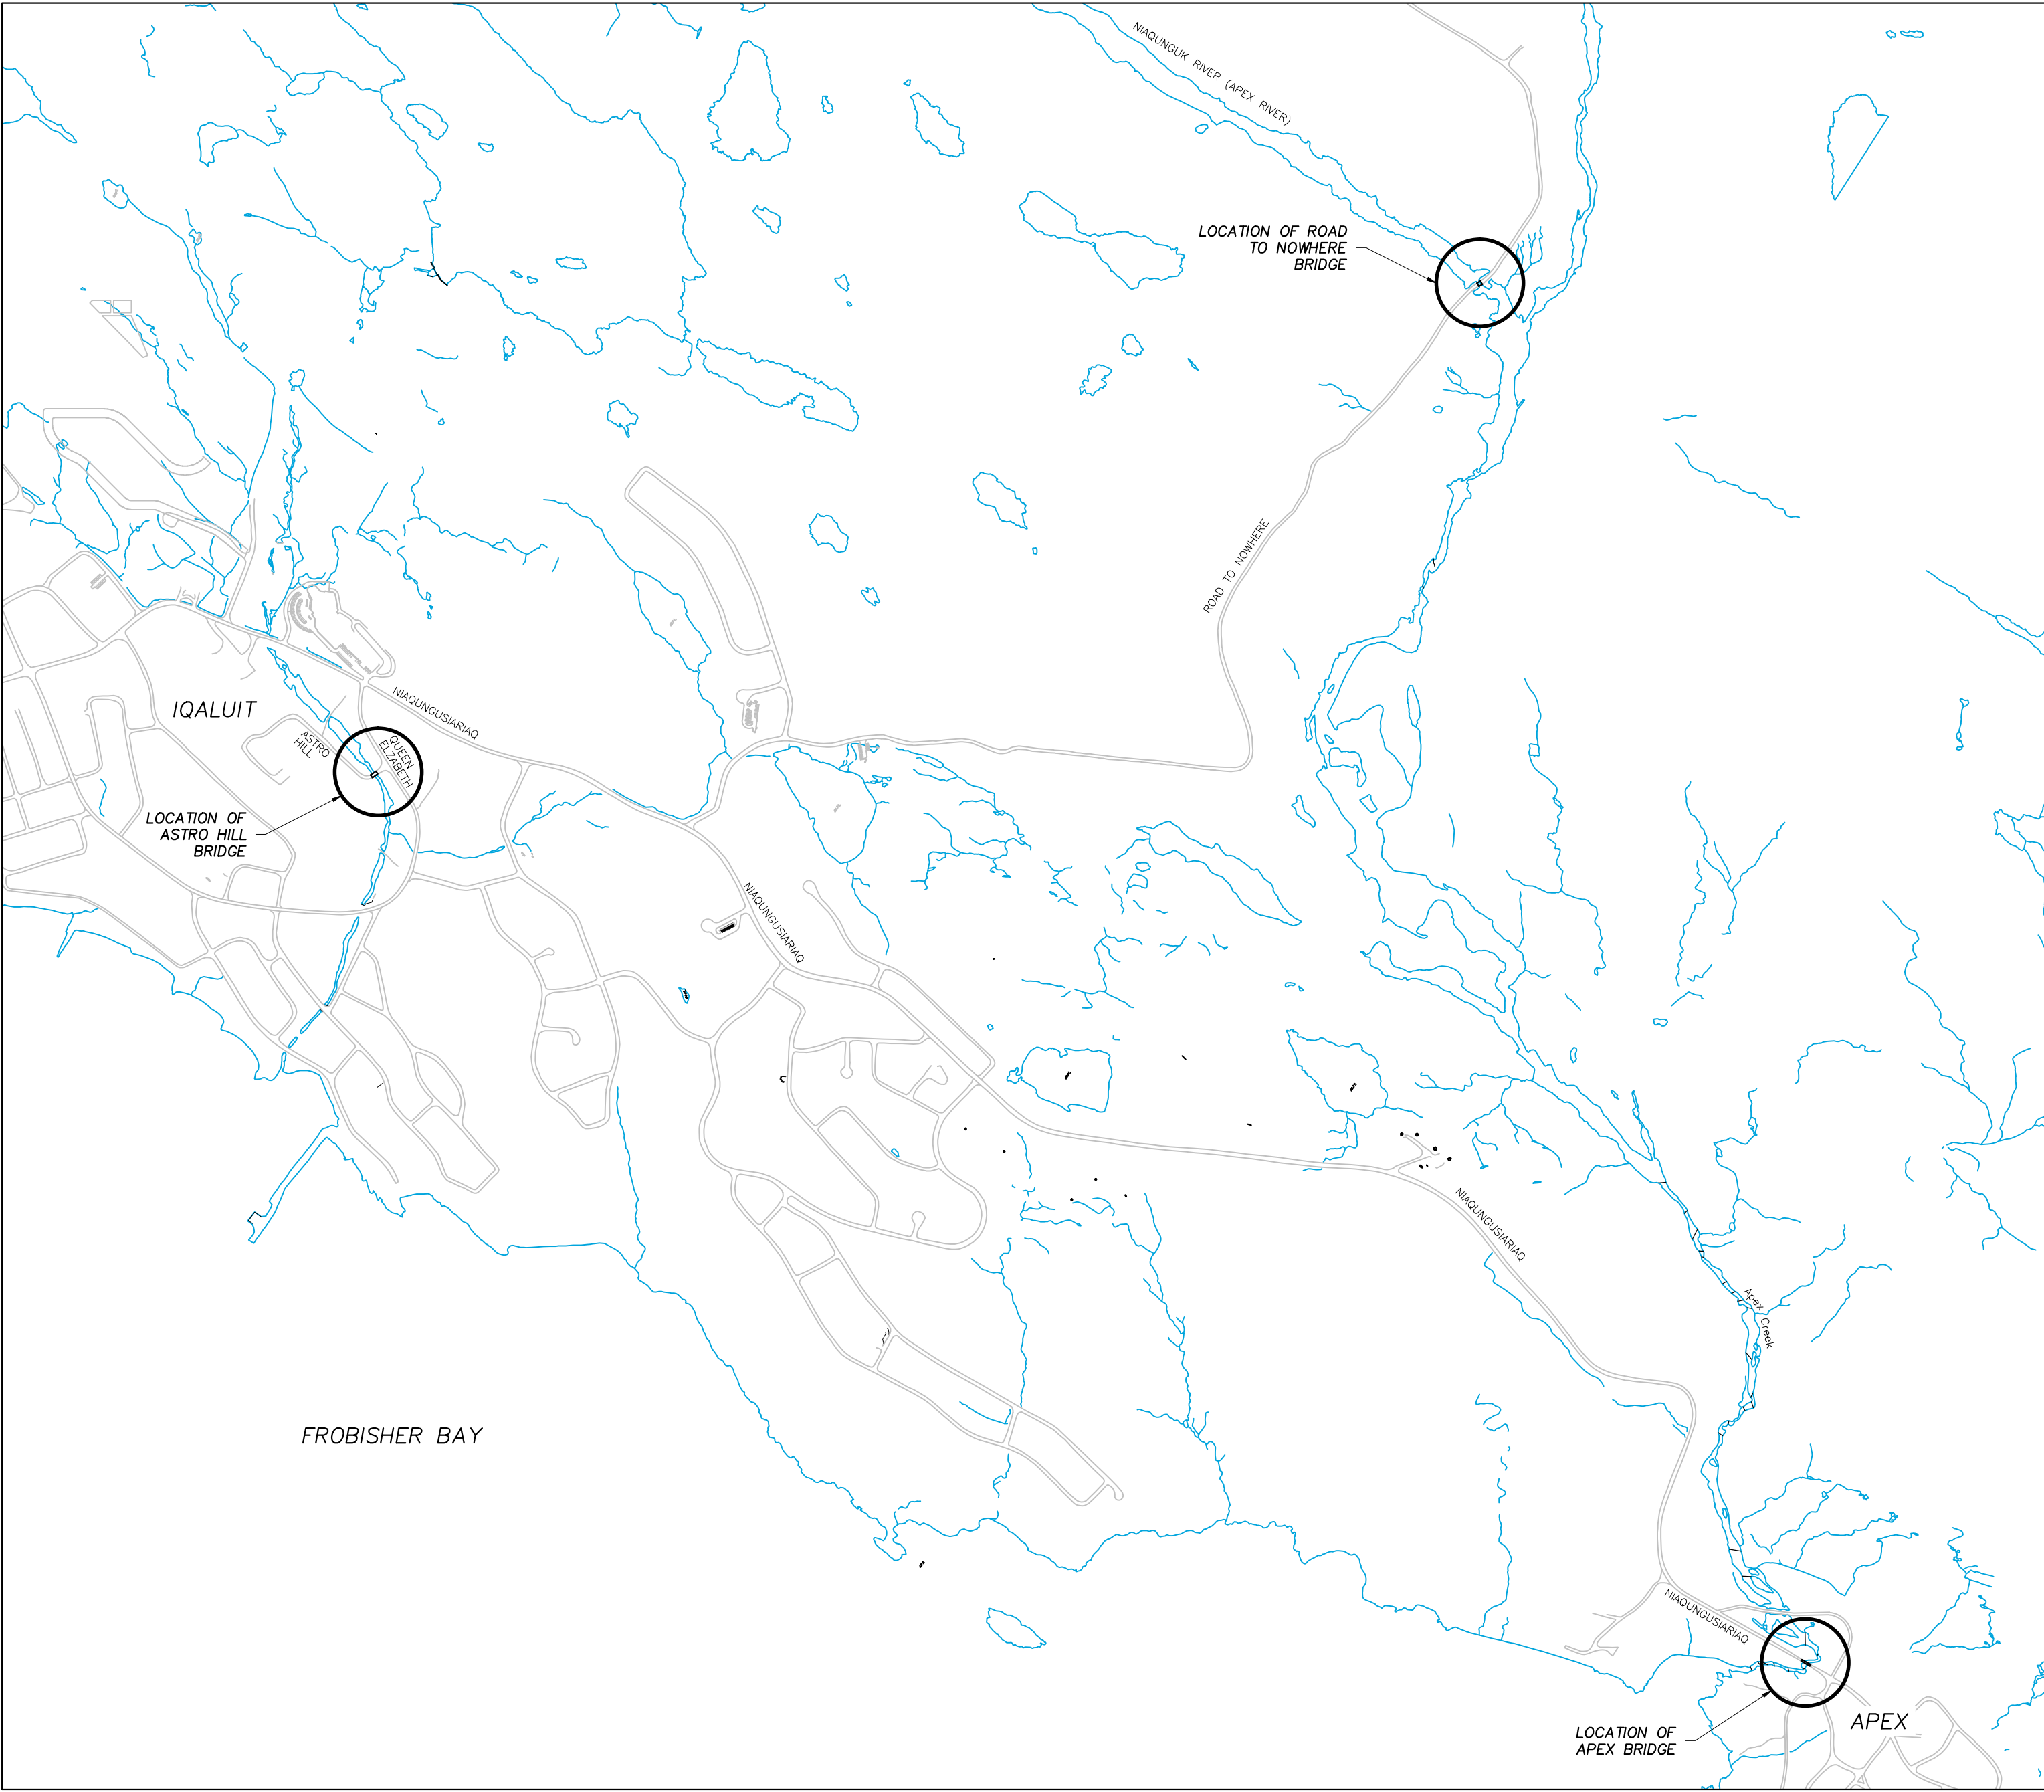 NIAQUNGUK RIVER (APEX RIVER)
LOCATION OF ROAD
TO NOWHERE
BRIDGE
ROAD TO NOWHERE
IQALUIT
NIAQUNGUSIARIAQ
ASTRO
HILL
QUEEN
ELZABETH
LOCATION OF
ASTRO HILL
BRIDGE
NIAQUNGUSIARIAQ
NIAQUNGUSIARIAQ
Apex Creek
FROBISHER BAY
NIAQUNGUSIARIAQ
LOCATION OF
APEX BRIDGE
APEX